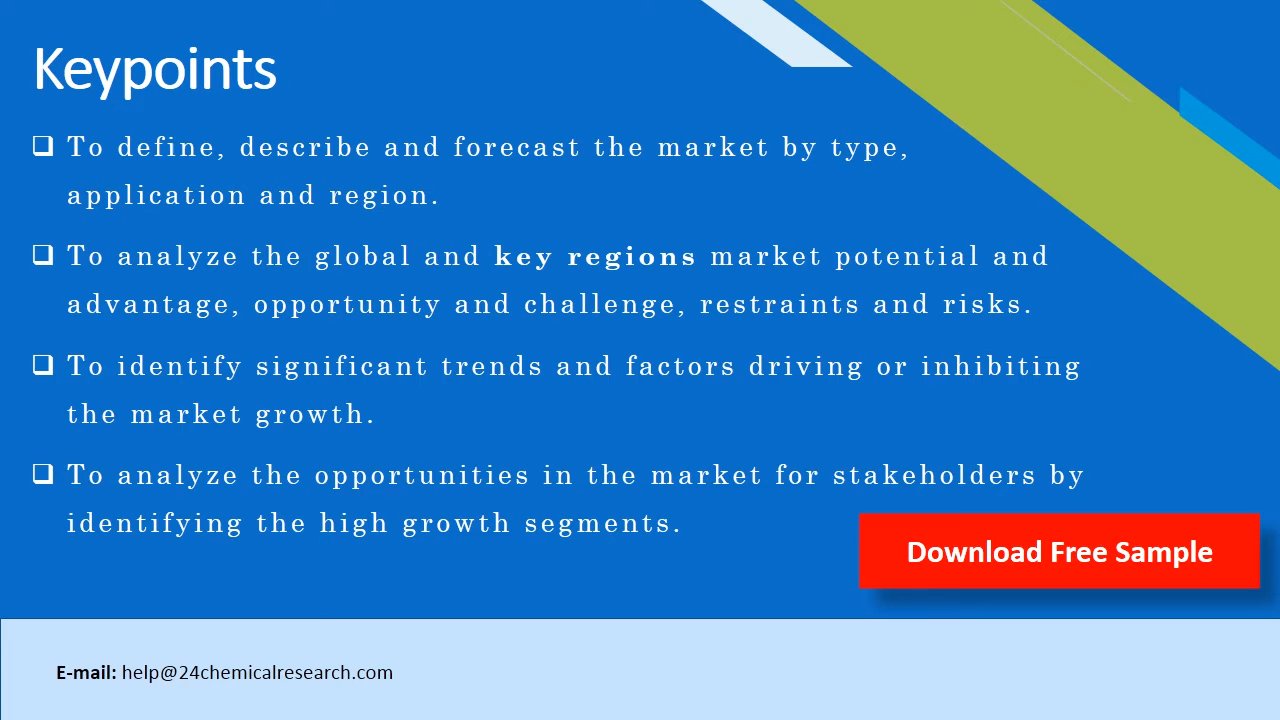 Keypoints
❑ To define, describe and forecast the market by type,
application and region.
❑ To analyze the global and key regions market potential and
advantage, opportunity and challenge, restraints and risks.
❑ To identify significant trends and factors driving or inhibiting
the market growth.
❑ To analyze the opportunities in the market for stakeholders by
identifying the high growth segments.
Download Free Sample
E-mail: help@24chemicalresearch.com